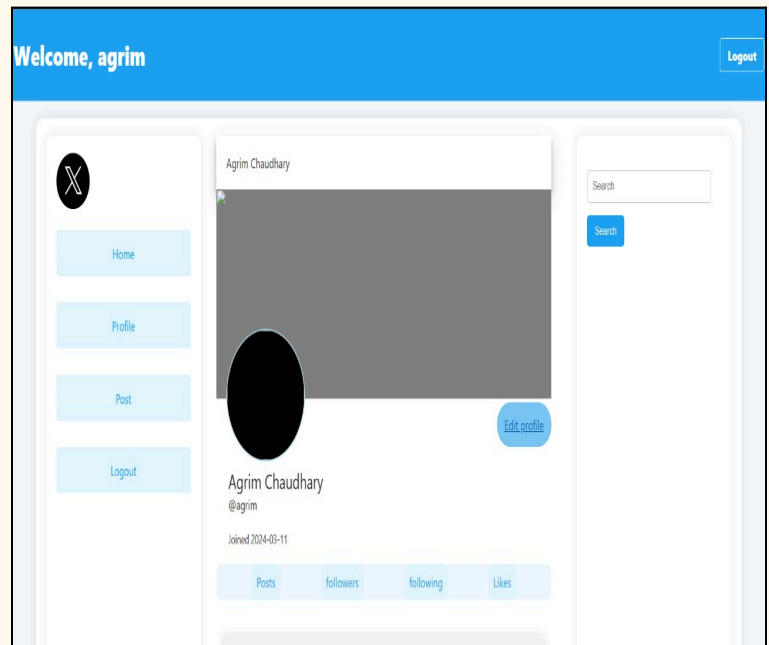 Welcome, agrim
Logout
X
Home
Profile
Post
Logout
Agrim Chaudhary
Edit profile
Agrim Chaudhary
@agrim
Joined 2024-03-11
Posts followers following Likes
Search
Search